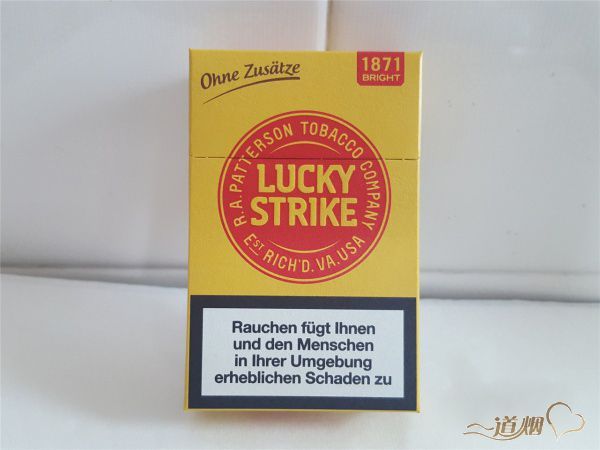 Ohne Zusätze
1871
BRIGHT
R.A. PATTERSON TOBACCO COMPANY
LUCKY
STRIKE
EST RICH'D. VA. USA
Rauchen fügt Ihnen
und den Menschen
in Ihrer Umgebung
erheblichen Schaden zu
一道烟